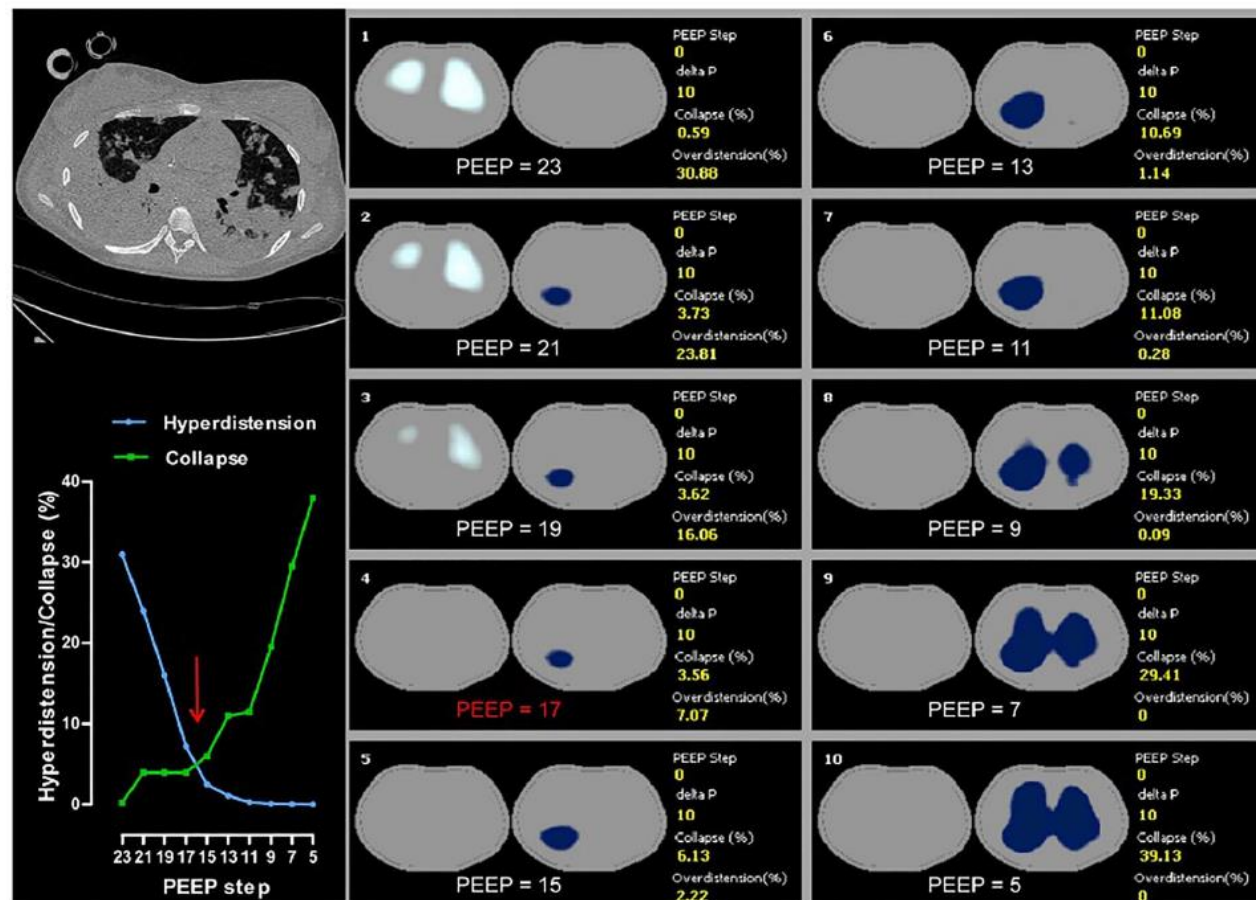 Hyperdistension
Collapse
Hyperdistension/Collapse (%)
40
30
20
10
0
23 21 19 17 15 13 11 9 7 5
PEEP step
1
PEEP Step
0
delta P
10
Collapse (%)
0.59
Overdistension(%)
30.88
PEEP = 23
2
PEEP Step
0
delta P
10
Collapse (%)
3.73
Overdistension(%)
23.81
PEEP = 21
3
PEEP Step
0
delta P
10
Collapse (%)
3.62
Overdistension(%)
16.06
PEEP = 19
4
PEEP Step
0
delta P
10
Collapse (%)
3.56
Overdistension(%)
7.07
PEEP = 17
5
PEEP Step
0
delta P
10
Collapse (%)
6.13
Overdistension(%)
2.22
PEEP = 15
6
PEEP Step
0
delta P
10
Collapse (%)
10.69
Overdistension(%)
1.14
PEEP = 13
7
PEEP Step
0
delta P
10
Collapse (%)
11.08
Overdistension(%)
0.28
PEEP = 11
8
PEEP Step
0
delta P
10
Collapse (%)
19.33
Overdistension(%)
0.09
PEEP = 9
9
PEEP Step
0
delta P
10
Collapse (%)
29.41
Overdistension(%)
0
PEEP = 7
10
PEEP Step
0
delta P
10
Collapse (%)
39.13
Overdistension(%)
0
PEEP = 5